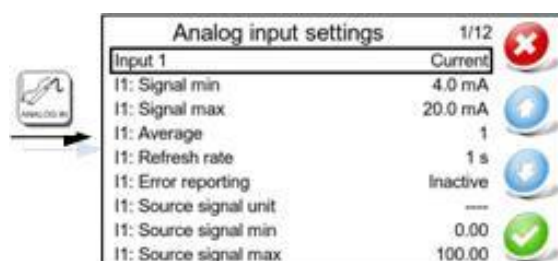 Analog input settings 1/12
Input 1 Current
I1: Signal min 4.0 mA
I1: Signal max 20.0 mA
I1: Average 1
I1: Refresh rate 1 s
I1: Error reporting Inactive
I1: Source signal unit ----
I1: Source signal min 0.00
I1: Source signal max 100.00
ANALOG IN